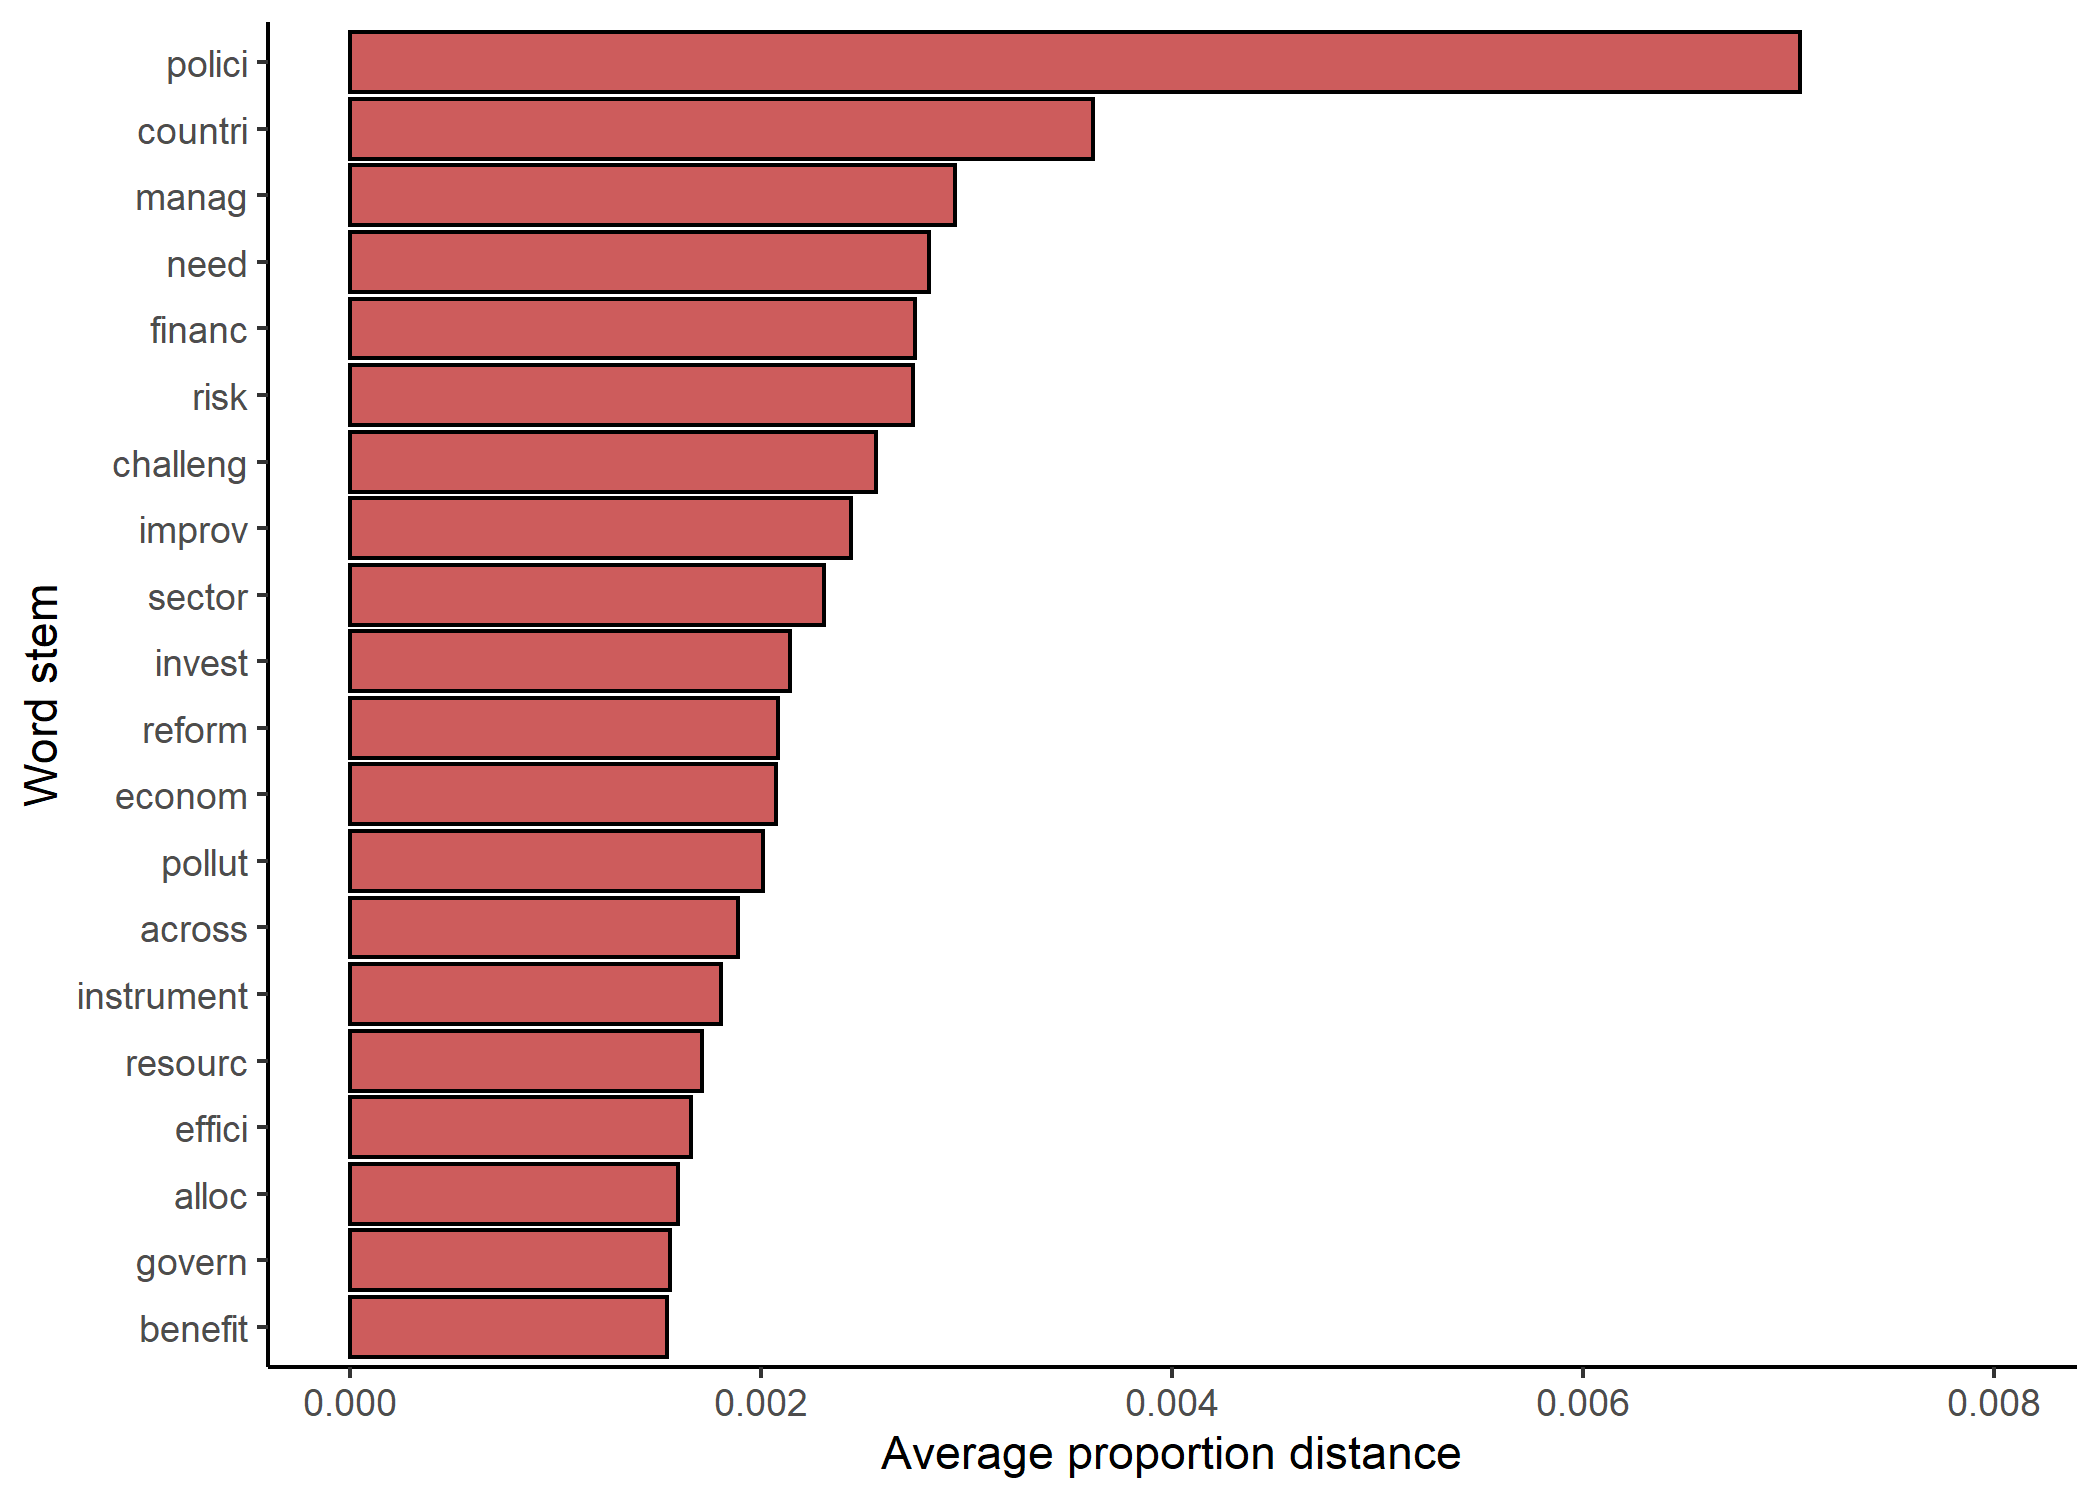 polici
countri
manag
need
financ
risk
challeng
improv
sector
invest
reform
econom
pollut
across
instrument
resourc
effici
alloc
govern
benefit
Word stem
0.000 0.002 0.004 0.006 0.008
Average proportion distance